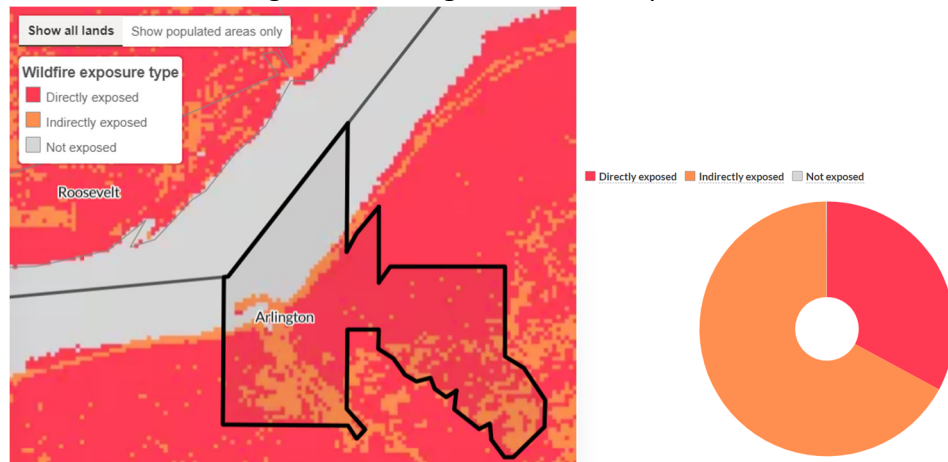 Show all lands Show populated areas only
Wildfire exposure type
Directly exposed
Indirectly exposed
Not exposed
Roosevelt
Arlington
Directly exposed Indirectly exposed Not exposed